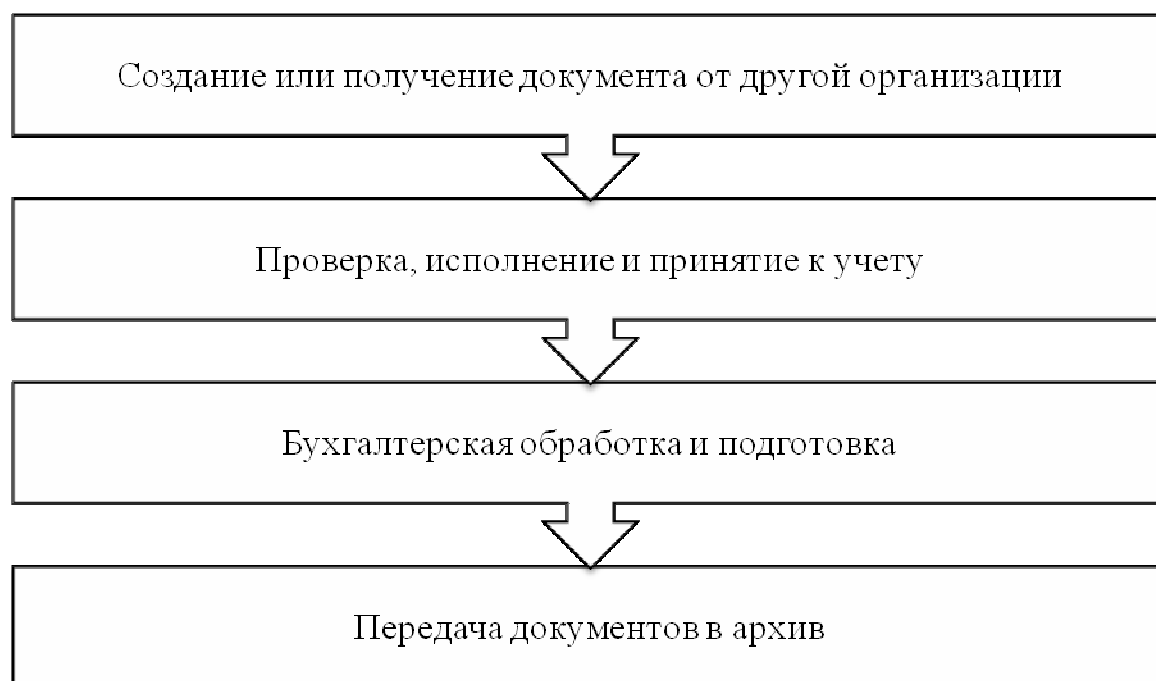 Создание или получение документа от другой организации
Проверка, исполнение и принятие к учету
Бухгалтерская обработка и подготовка
Передача документов в архив